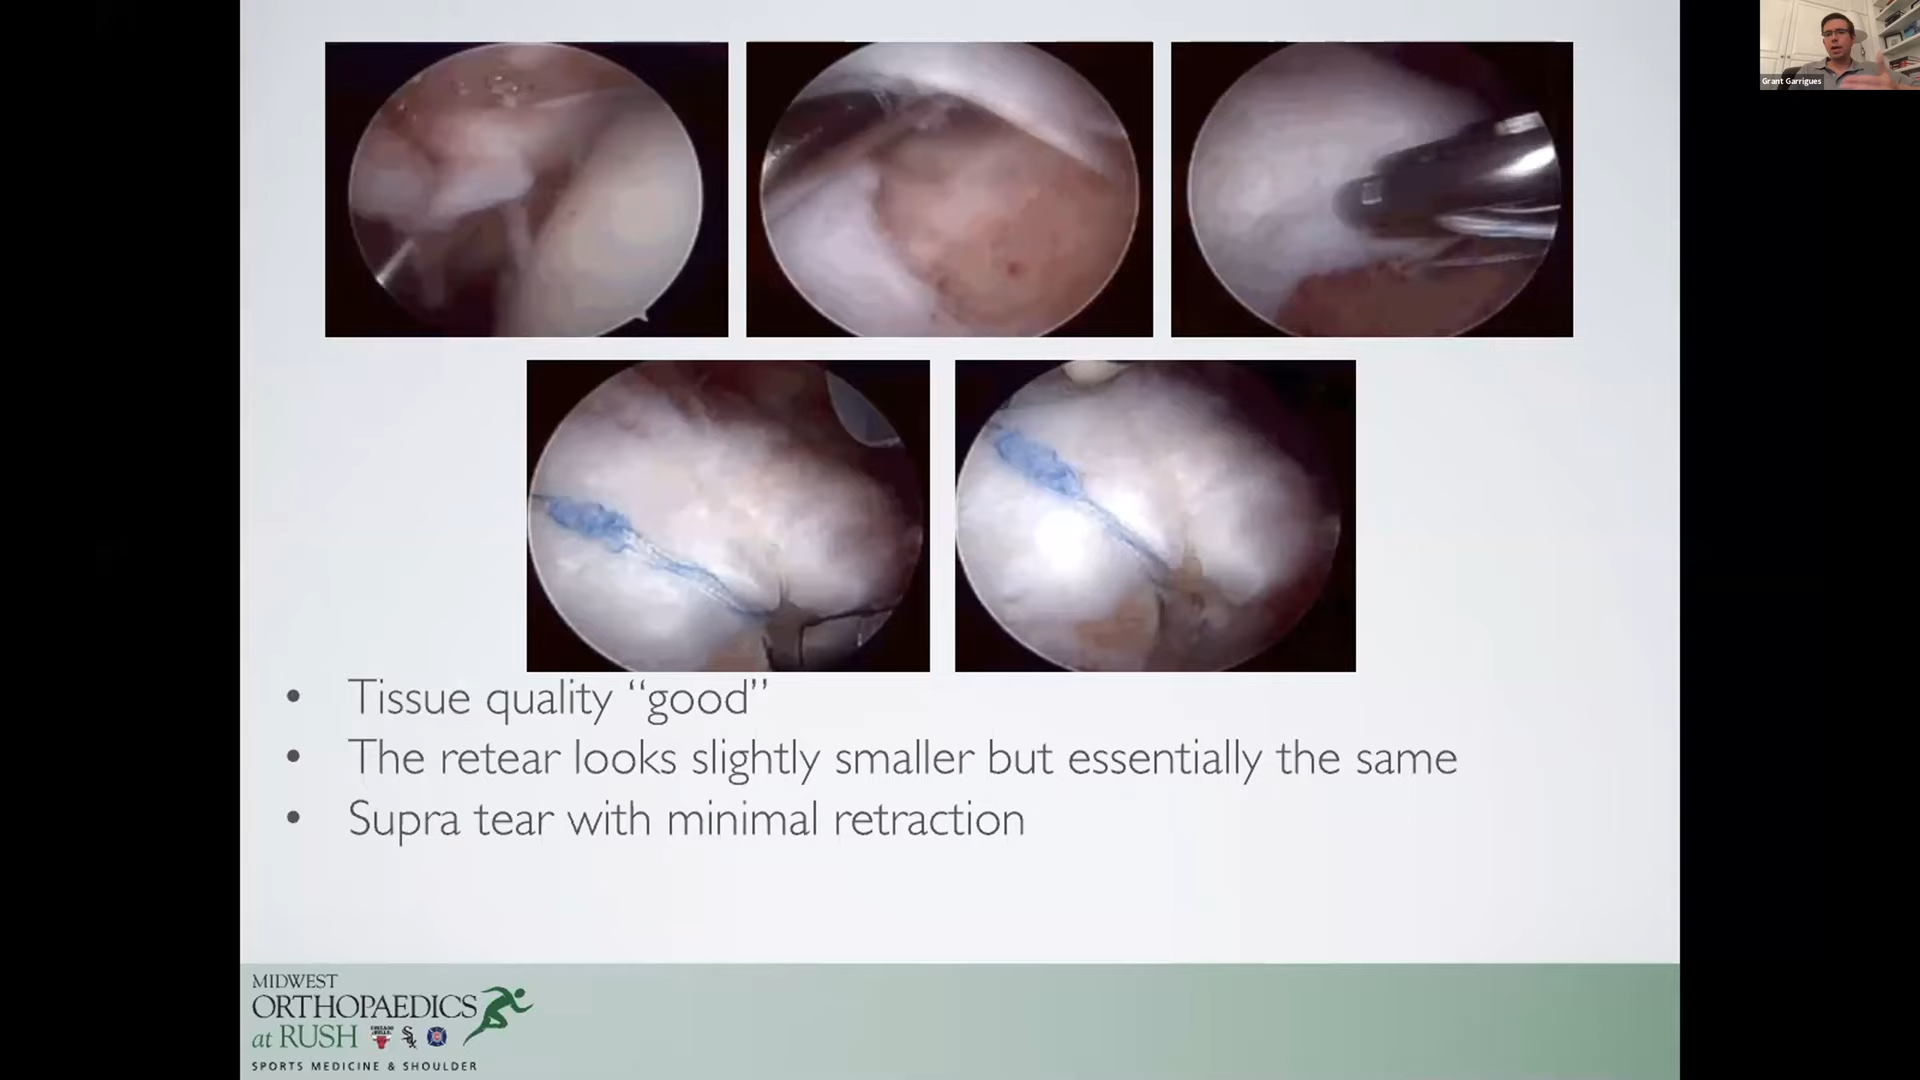 Grant Garrigues
• Tissue quality “good”
• The retear looks slightly smaller but essentially the same
• Supra tear with minimal retraction
MIDWEST
ORTHOPAEDICS
at RUSH
SPORTS MEDICINE & SHOULDER